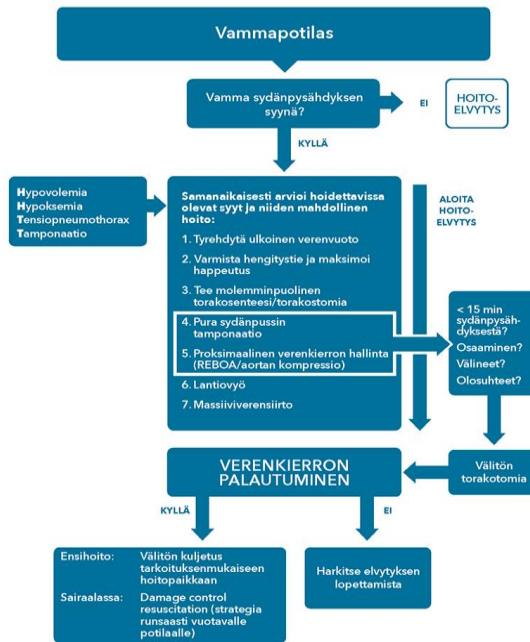 Vammapotilas
Vamma sydänpysähdyksen
syynä?
EI
HOITO-
ELVYTYS
KYLLÄ
Hypovolemia
Hypoksemia
Tensiopneumothorax
Tamponaatio
Samanaikaisesti arvioi hoidettavissa
olevat syyt ja niiden mahdollinen
hoito:
1. Tyrehdytä ulkoinen verenvuoto
2. Varmista hengitystie ja maksimoi
happeutus
3. Tee molemminpuolinen
torakosenteesi/torakostomia
4. Pura sydänpussin
tamponaatio
5. Proksimaalinen verenkierron hallinta
(REBOA/aortan kompressio)
6. Lantiovyö
7. Massiiviverensiirto
ALOITA
HOITO-
ELVYTYS
< 15 min
sydänpysäh-
dyksestä?
Osaaminen?
Välineet?
Olosuhteet?
Välitön
torakotomia
VERENKIERRON
PALAUTUMINEN
KYLLÄ
EI
Ensihoito: Välitön kuljetus
tarkoituksenmukaiseen
hoitopaikkaan
Sairaalassa: Damage control
resuscitation (strategia
runsaasti vuotavalle
potilaalle)
Harkitse elvytyksen
lopettamista